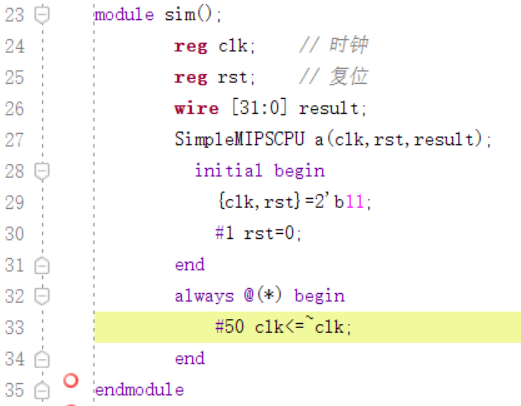 23 module sim();
24 reg clk; // 时钟
25 reg rst; // 复位
26 wire [31:0] result;
27 SimpleMIPSCPU a(clk,rst,result);
28 initial begin
29 {clk,rst}=2'b11;
30 #1 rst=0;
31 end
32 always @(*) begin
33 #50 clk<=~clk;
34 end
35 endmodule